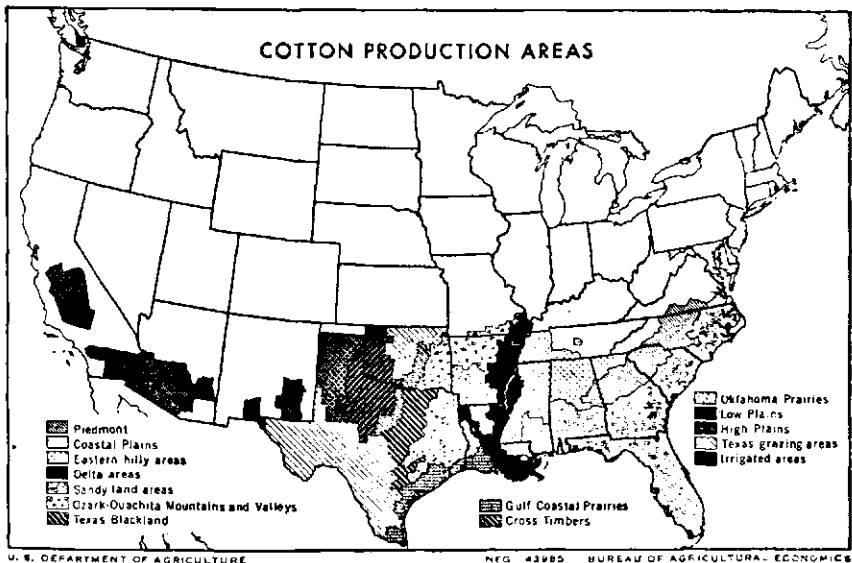 COTTON PRODUCTION AREAS
Piedmont
Coastal Plains
Eastern hilly areas
Delta areas
Sandy land areas
Ozark-Ouachita Mountains and Valleys
Texas Blackland
Gulf Coastal Prairies
Cross Timbers
Oklahoma Prairies
Low Plains
High Plains
Texas grazing areas
Irrigated areas
U. S. DEPARTMENT OF AGRICULTURE
NEG. 43985 BUREAU OF AGRICULTURAL ECONOMICS